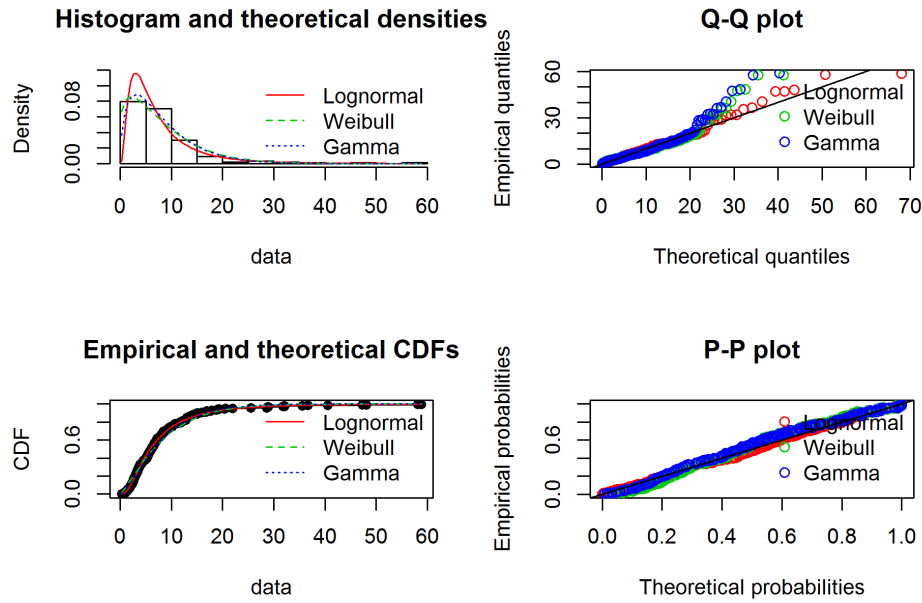 Histogram and theoretical densities
Density
0.00
0.08
Lognormal
Weibull
Gamma
0 10 20 30 40 50 60
data
Q-Q plot
Empirical quantiles
0
30
60
Lognormal
Weibull
Gamma
0 10 20 30 40 50 60 70
Theoretical quantiles
Empirical and theoretical CDFs
CDF
0.0
0.6
Lognormal
Weibull
Gamma
0 10 20 30 40 50 60
data
P-P plot
Empirical probabilities
0.0
0.6
Lognormal
Weibull
Gamma
0.0 0.2 0.4 0.6 0.8 1.0
Theoretical probabilities